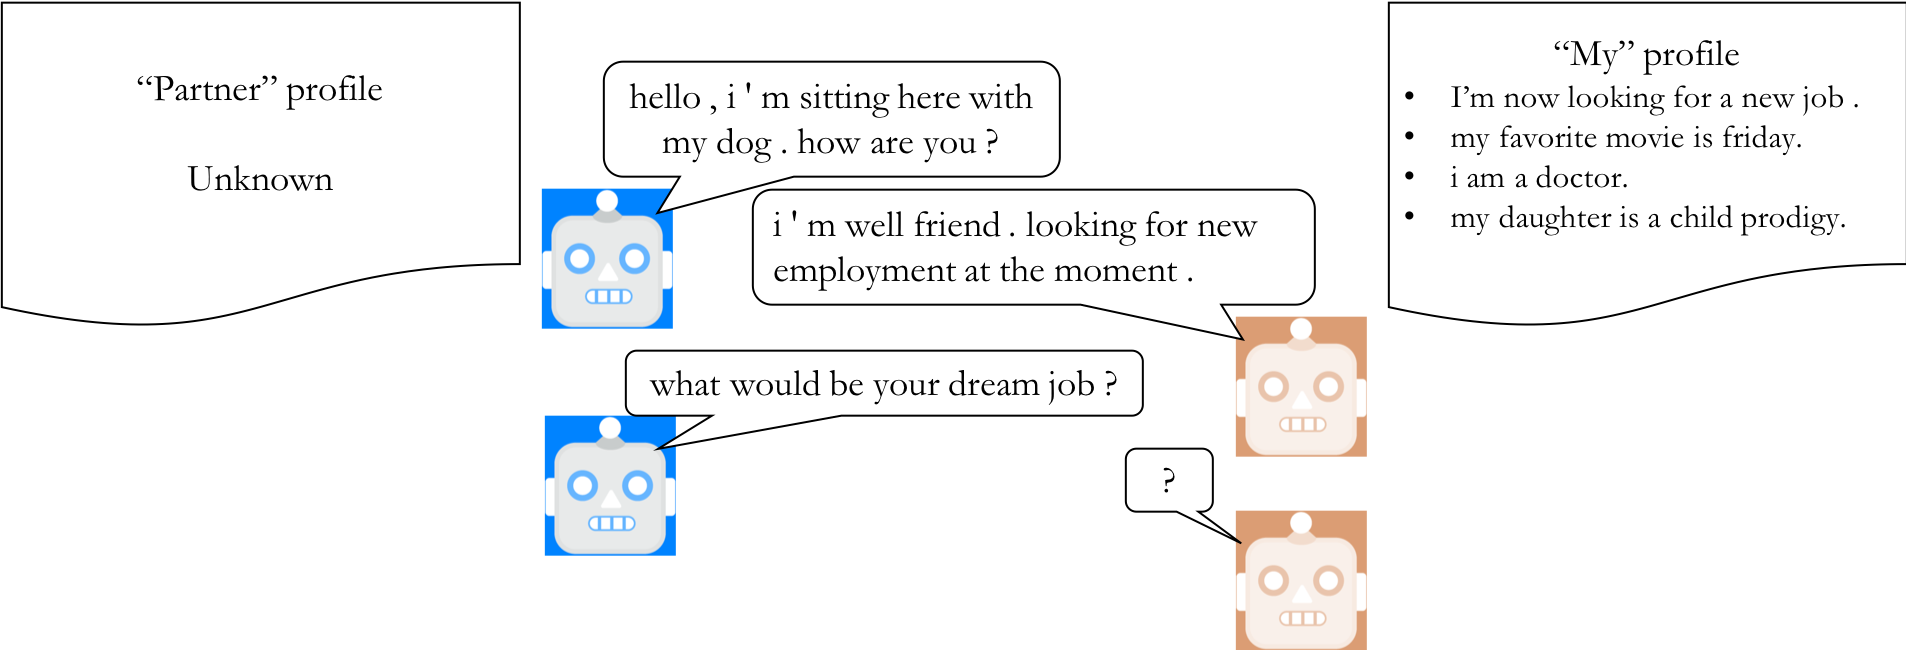 “Partner” profile
Unknown
hello , i ' m sitting here with
my dog . how are you ?
i ' m well friend . looking for new
employment at the moment .
what would be your dream job ?
?
“My” profile
• I’m now looking for a new job .
• my favorite movie is friday.
• i am a doctor.
• my daughter is a child prodigy.